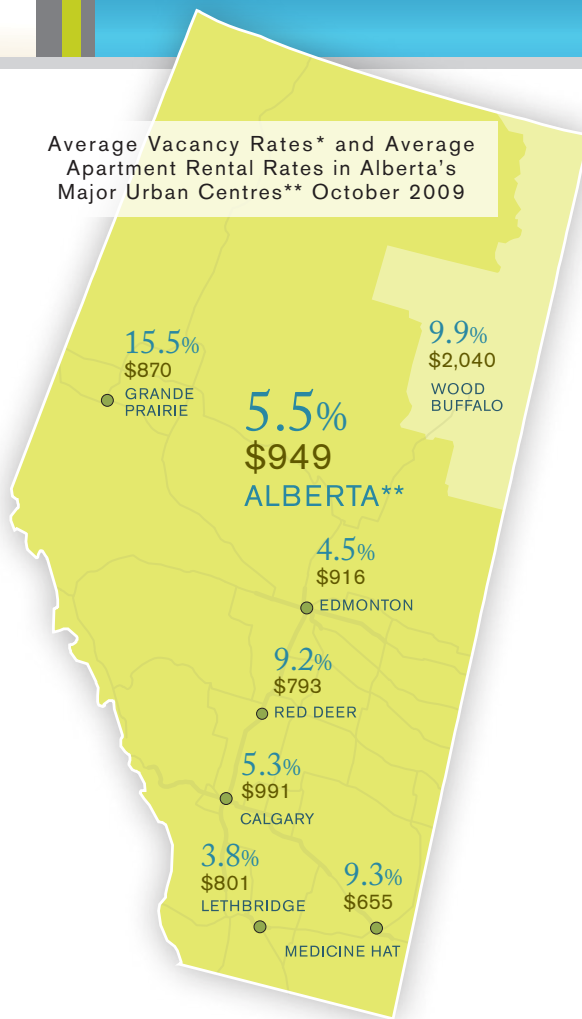 Average Vacancy Rates* and Average
Apartment Rental Rates in Alberta's
Major Urban Centres** October 2009
15.5%
$870
GRANDE
PRAIRIE
9.9%
$2,040
WOOD
BUFFALO
5.5%
$949
ALBERTA**
4.5%
$916
EDMONTON
9.2%
$793
RED DEER
5.3%
$991
CALGARY
3.8%
$801
LETHBRIDGE
9.3%
$655
MEDICINE HAT